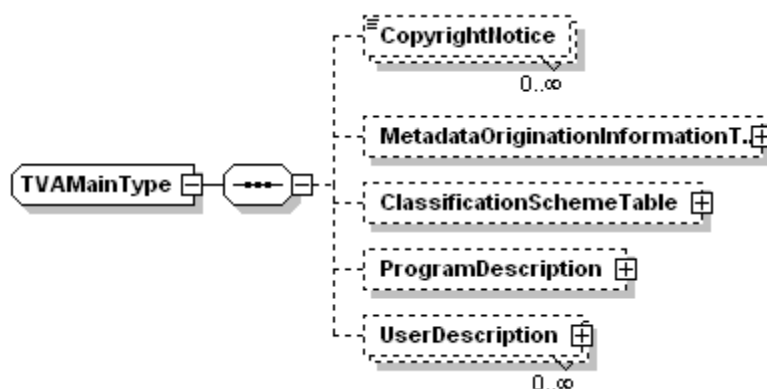 CopyrightNotice
0..∞
MetadataOriginationInformationT..
TVAMainType
ClassificationSchemeTable
ProgramDescription
UserDescription
0..∞